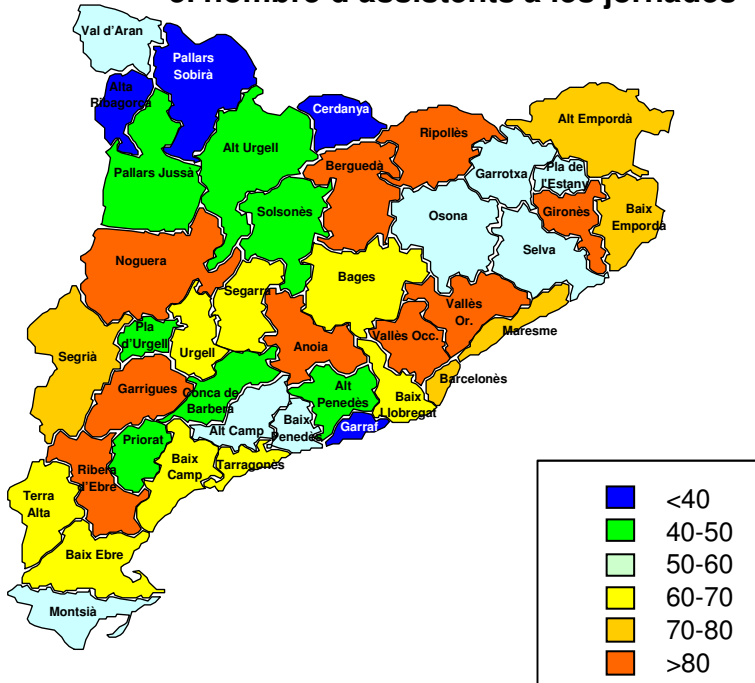 el nombre d'assistents a les jornades
Val d'Aran
Pallars
Sobirà
Alta
Ribagorça
Cerdanya
Ripollès
Alt Empordà
Alt Urgell
Berguedà
Garrotxa
Pla de
l'Estany
Pallars Jussà
Solsonès
Osona
Gironès
Baix
Empordà
Noguera
Selva
Bages
Segarra
Vallès
Or.
Maresme
Segrià
Pla
d'Urgell
Urgell
Anoia
Vallès Occ.
Barcelonès
Garrigues
Conca de
Barberà
Alt
Penedès
Baix
Llobregat
Priorat
Alt Camp
Baix
Penedès
Garraf
Ribera
d'Ebre
Baix
Camp
Tarragonès
Terra
Alta
Baix Ebre
Montsià
<40
40-50
50-60
60-70
70-80
>80